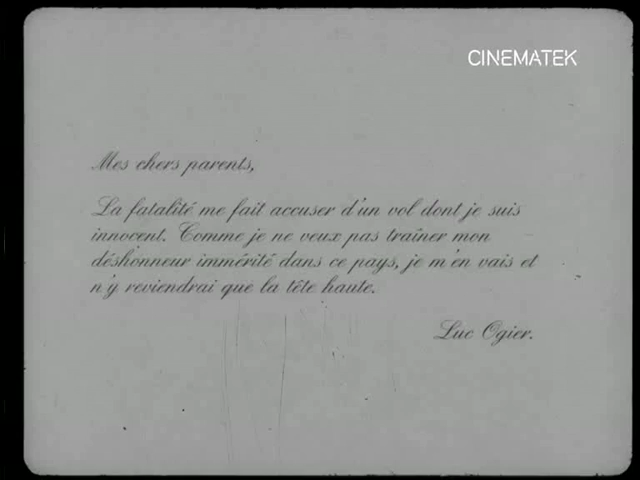 CINEMATEK
Mes chers parents,
La fatalité me fait accuser d'un vol dont je suis
innocent. Comme je ne veux pas traîner mon
déshonneur immérité dans ce pays, je m'en vais et
n'y reviendrai que la tête haute.
Luc Ogier.